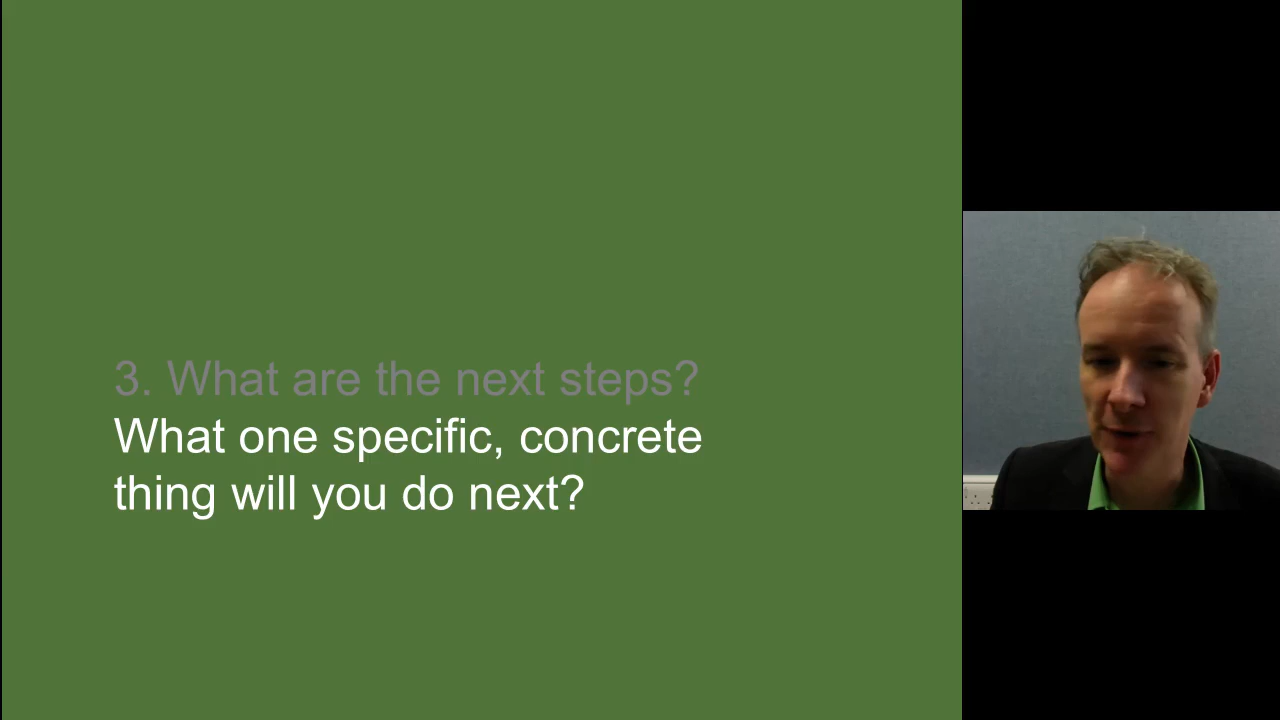 3. What are the next steps?
What one specific, concrete
thing will you do next?